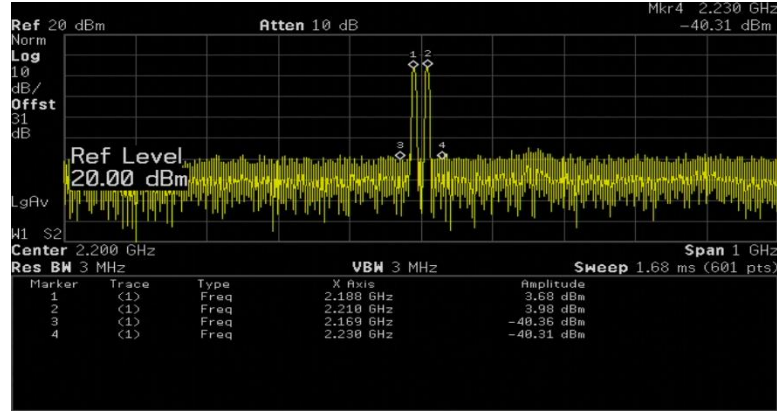 Mkr4 2.230 GHz
Ref 20 dBm Atten 10 dB -40.31 dBm
Norm
Log
10
dB/
Offst
31
dB
1 2
3 4
Ref Level
20.00 dBm
LgAv
W1 S2
Center 2.200 GHz Span 1 GHz
Res BW 3 MHz VBW 3 MHz Sweep 1.68 ms (601 pts)
Marker Trace Type X Axis Amplitude
1 (1) Freq 2.188 GHz 3.68 dBm
2 (1) Freq 2.210 GHz 3.98 dBm
3 (1) Freq 2.169 GHz -40.36 dBm
4 (1) Freq 2.230 GHz -40.31 dBm